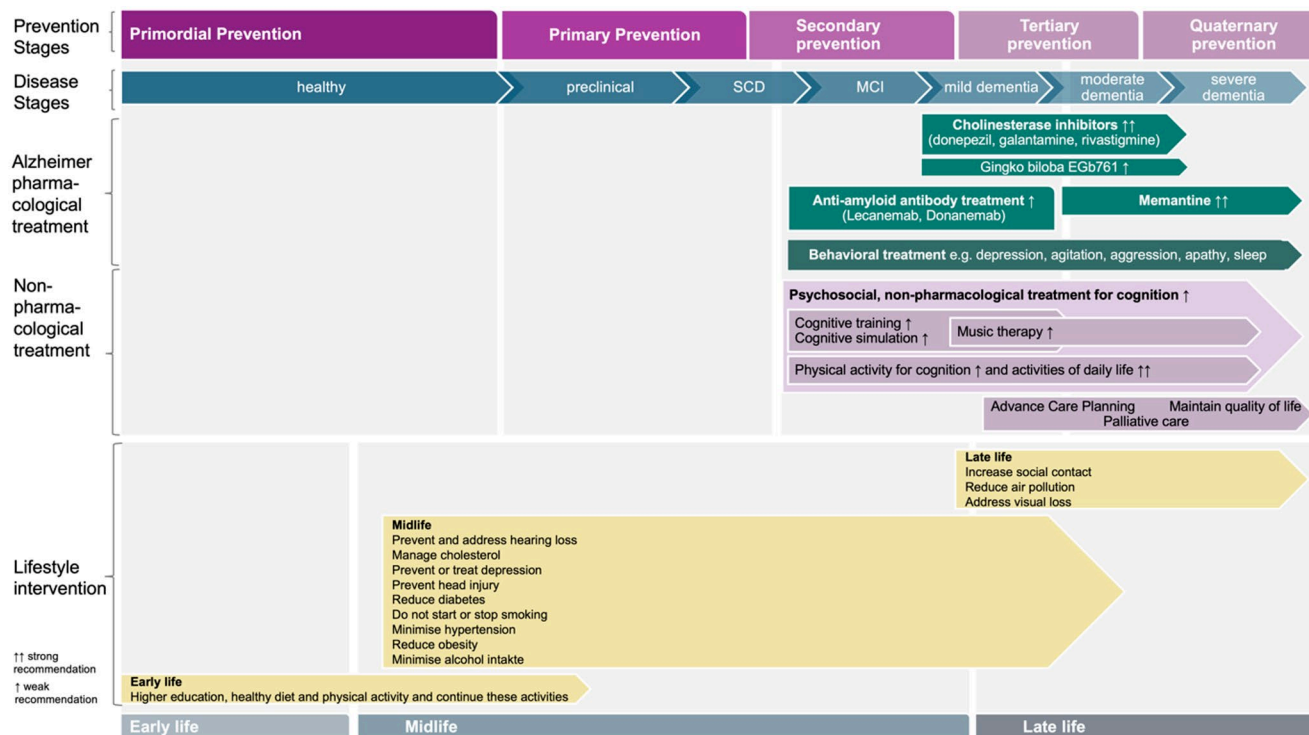 Prevention
Stages
Primordial Prevention
Primary Prevention
Secondary
prevention
Tertiary
prevention
Quaternary
prevention
Disease
Stages
healthy
preclinical
SCD
MCI
mild dementia
moderate
dementia
severe
dementia
Alzheimer
pharma-
cological
treatment
Cholinesterase inhibitors ↑↑
(donepezil, galantamine, rivastigmine)
Gingko biloba EGb761 ↑
Anti-amyloid antibody treatment ↑
(Lecanemab, Donanemab)
Memantine ↑↑
Behavioral treatment e.g. depression, agitation, aggression, apathy, sleep
Non-
pharma-
cological
treatment
Psychosocial, non-pharmacological treatment for cognition ↑
Cognitive training ↑
Cognitive simulation ↑
Music therapy ↑
Physical activity for cognition ↑ and activities of daily life ↑↑
Advance Care Planning
Maintain quality of life
Palliative care
Lifestyle
intervention
Late life
Increase social contact
Reduce air pollution
Address visual loss
Midlife
Prevent and address hearing loss
Manage cholesterol
Prevent or treat depression
Prevent head injury
Reduce diabetes
Do not start or stop smoking
Minimise hypertension
Reduce obesity
Minimise alcohol intakte
↑↑ strong
recommendation
↑ weak
recommendation
Early life
Higher education, healthy diet and physical activity and continue these activities
Early life
Midlife
Late life